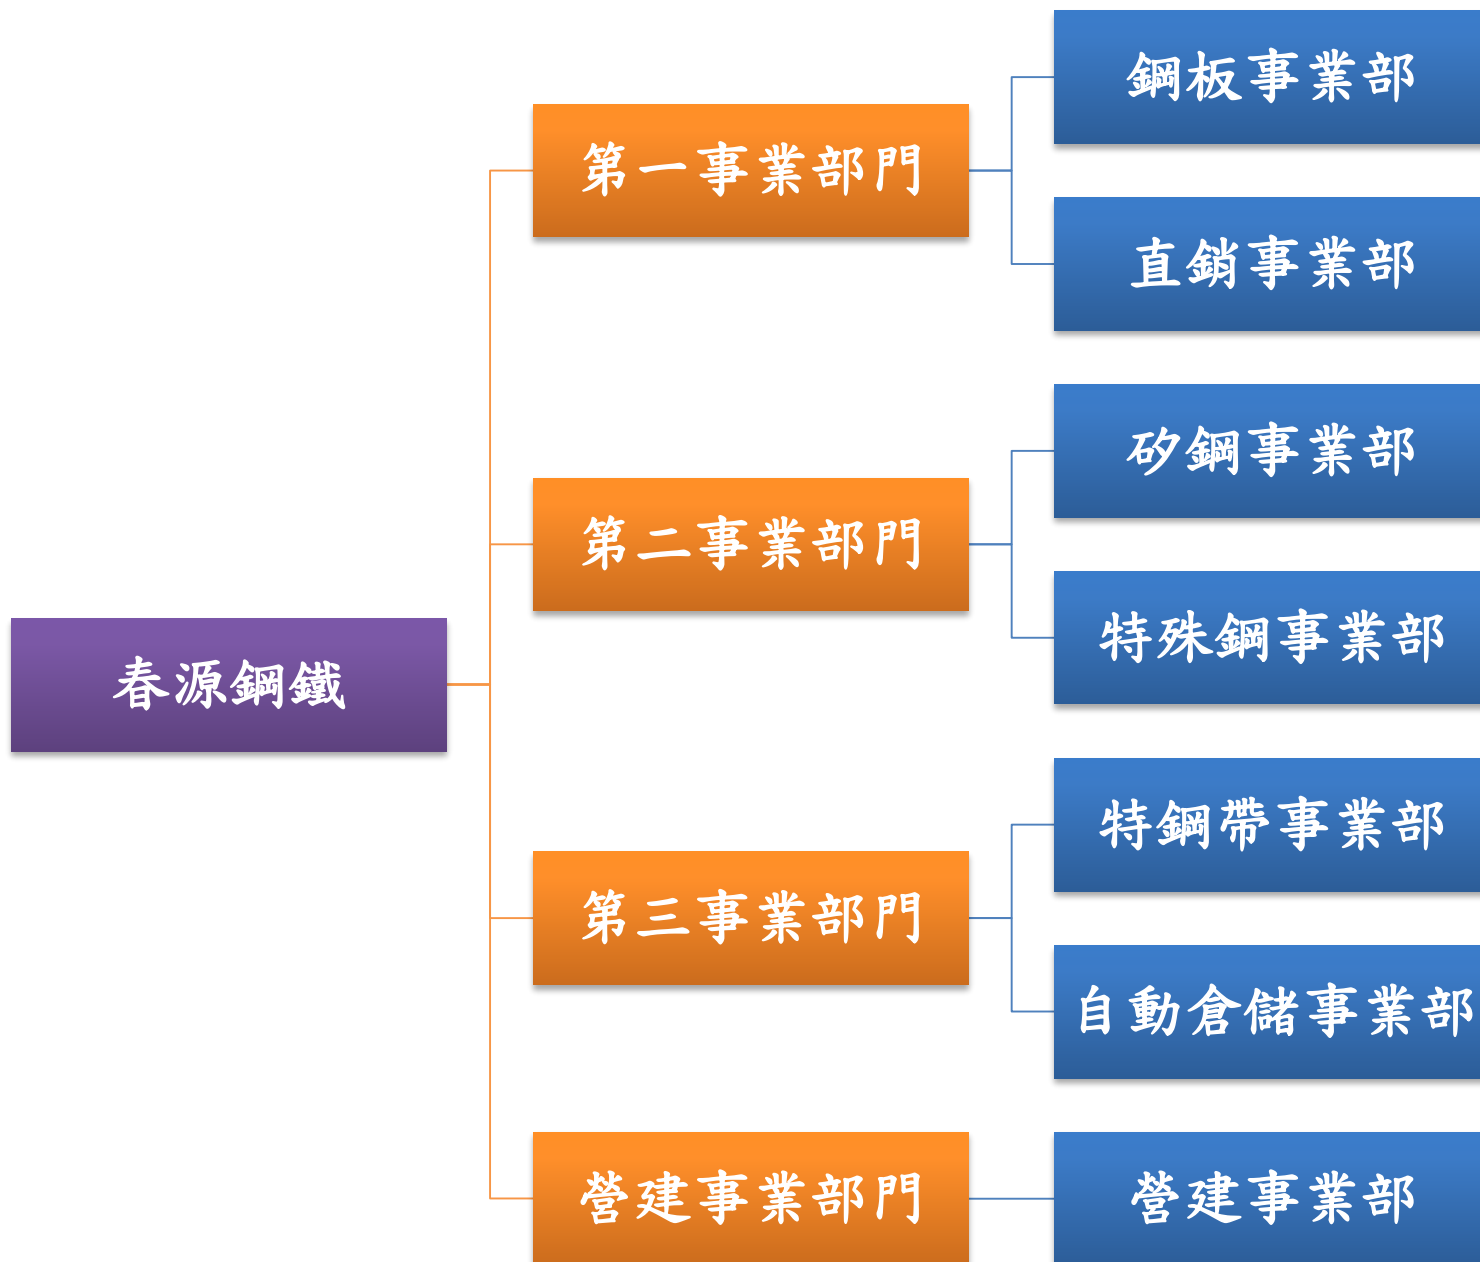 春源鋼鐵
第一事業部門
鋼板事業部
直銷事業部
第二事業部門
矽鋼事業部
特殊鋼事業部
第三事業部門
特鋼帶事業部
自動倉儲事業部
營建事業部門
營建事業部